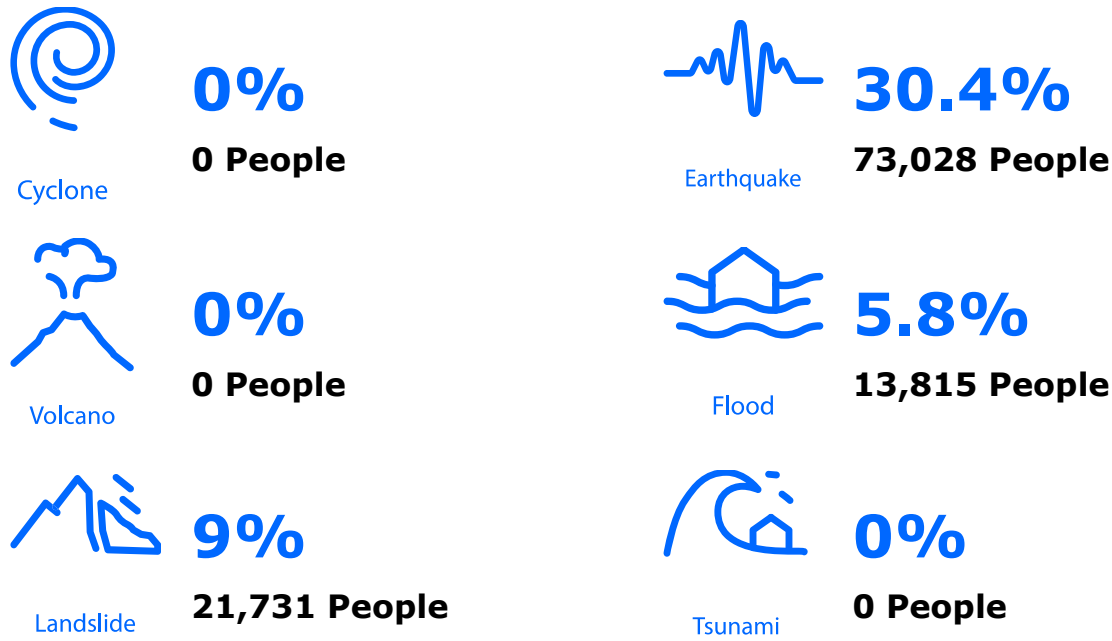 0%
0 People
Cyclone
30.4%
73,028 People
Earthquake
0%
0 People
Volcano
5.8%
13,815 People
Flood
9%
21,731 People
Landslide
0%
0 People
Tsunami